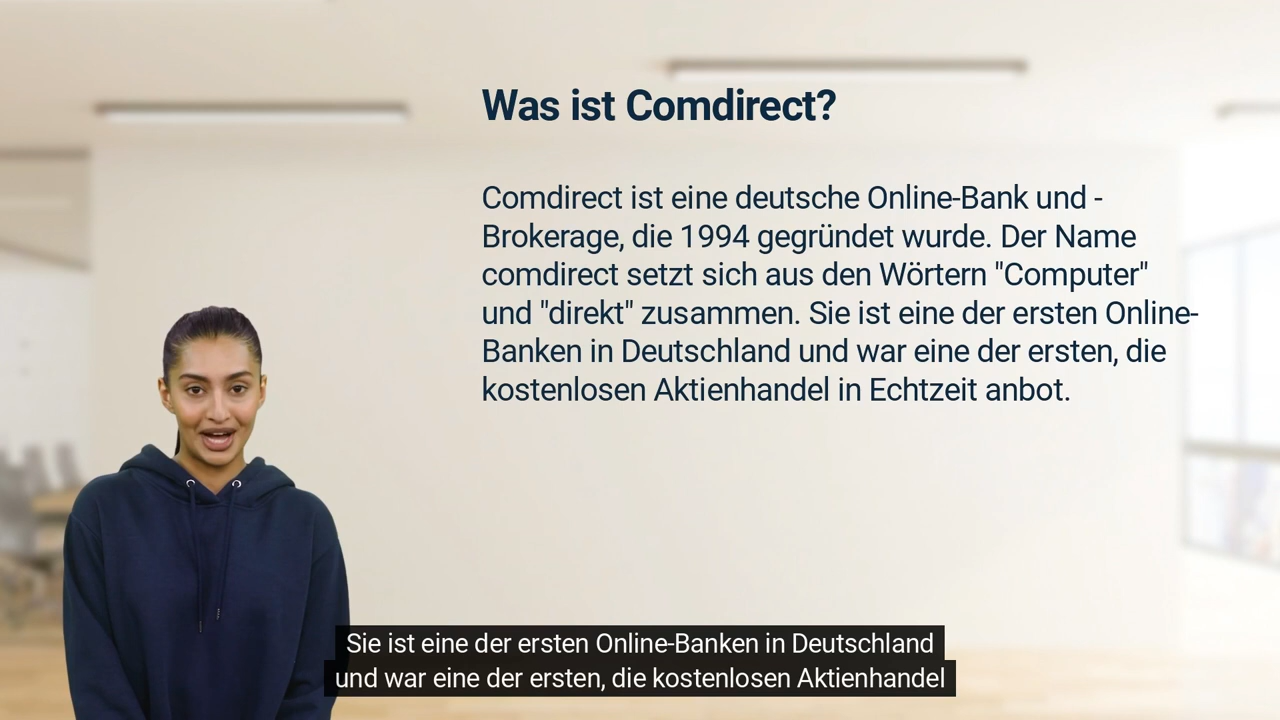 Was ist Comdirect?
Comdirect ist eine deutsche Online-Bank und -
Brokerage, die 1994 gegründet wurde. Der Name
comdirect setzt sich aus den Wörtern "Computer"
und "direkt" zusammen. Sie ist eine der ersten Online-
Banken in Deutschland und war eine der ersten, die
kostenlosen Aktienhandel in Echtzeit anbot.
Sie ist eine der ersten Online-Banken in Deutschland
und war eine der ersten, die kostenlosen Aktienhandel